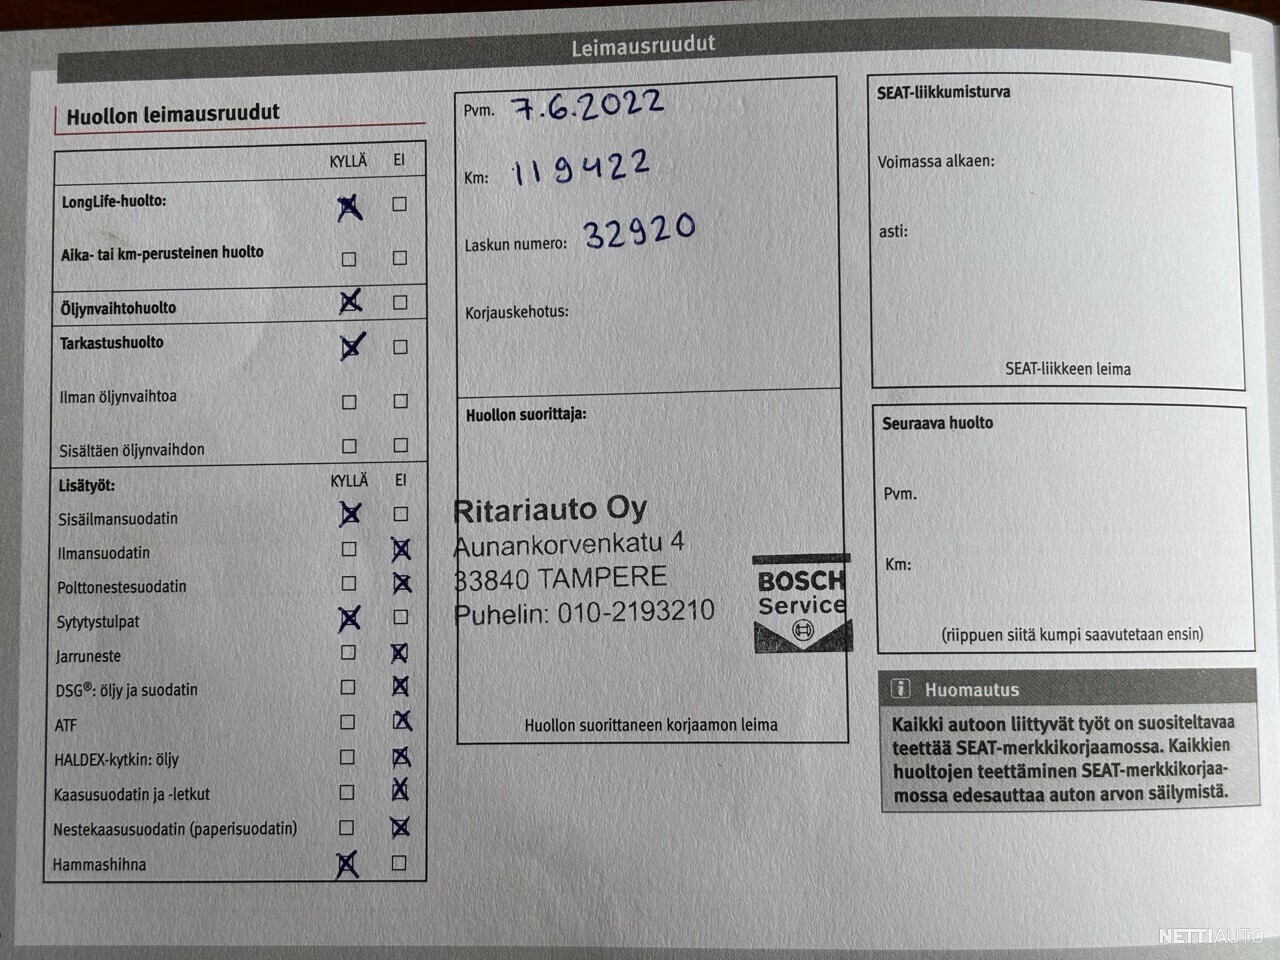 Leimausruudut
Huollon leimausruudut
KYLLÄ EI
LongLife-huolto:
Aika- tai km-perusteinen huolto
Öljynvaihtohuolto
Tarkastushuolto
Ilman öljynvaihtoa
Sisältäen öljynvaihdon
Lisätyöt: KYLLÄ EI
Sisäilmansuodatin
Ilmansuodatin
Polttonestesuodatin
Sytytystulpat
Jarruneste
DSG®: öljy ja suodatin
ATF
HALDEX-kytkin: öljy
Kaasusuodatin ja -letkut
Nestekaasusuodatin (paperisuodatin)
Hammashihna
Pvm. 7.6.2022
Km: 119422
Laskun numero: 32920
Korjauskehotus:
Huollon suorittaja:
Ritariauto Oy
Aunankorvenkatu 4
33840 TAMPERE
Puhelin: 010-2193210
BOSCH
Service
Huollon suorittaneen korjaamon leima
SEAT-liikkumisturva
Voimassa alkaen:
asti:
SEAT-liikkeen leima
Seuraava huolto
Pvm.
Km:
(riippuen siitä kumpi saavutetaan ensin)
i Huomautus
Kaikki autoon liittyvät työt on suositeltavaa
teettää SEAT-merkkikorjaamossa. Kaikkien
huoltojen teettäminen SEAT-merkkikorjaa-
mossa edesauttaa auton arvon säilymistä.
NETTIAUTO